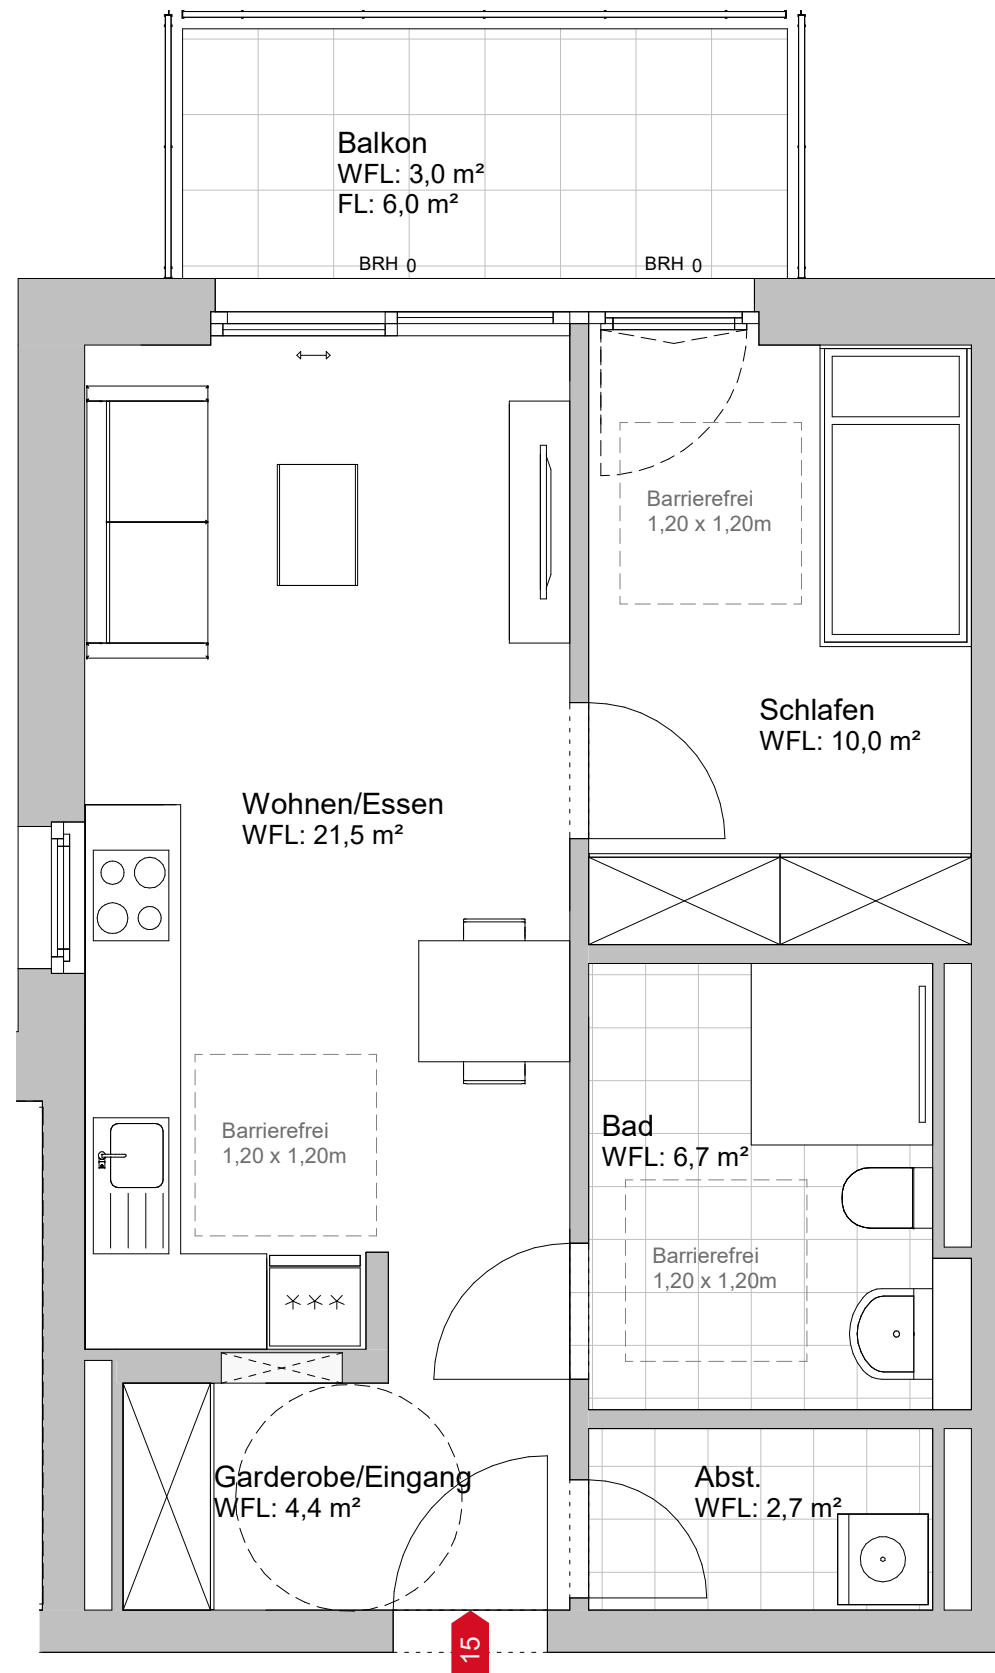 Balkon
WFL: 3,0 m²
FL: 6,0 m²
BRH 0
BRH 0
Barrierefrei
1,20 x 1,20m
Schlafen
WFL: 10,0 m²
Wohnen/Essen
WFL: 21,5 m²
Barrierefrei
1,20 x 1,20m
Bad
WFL: 6,7 m²
Barrierefrei
1,20 x 1,20m
Garderobe/Eingang
WFL: 4,4 m²
Abst.
WFL: 2,7 m²
15